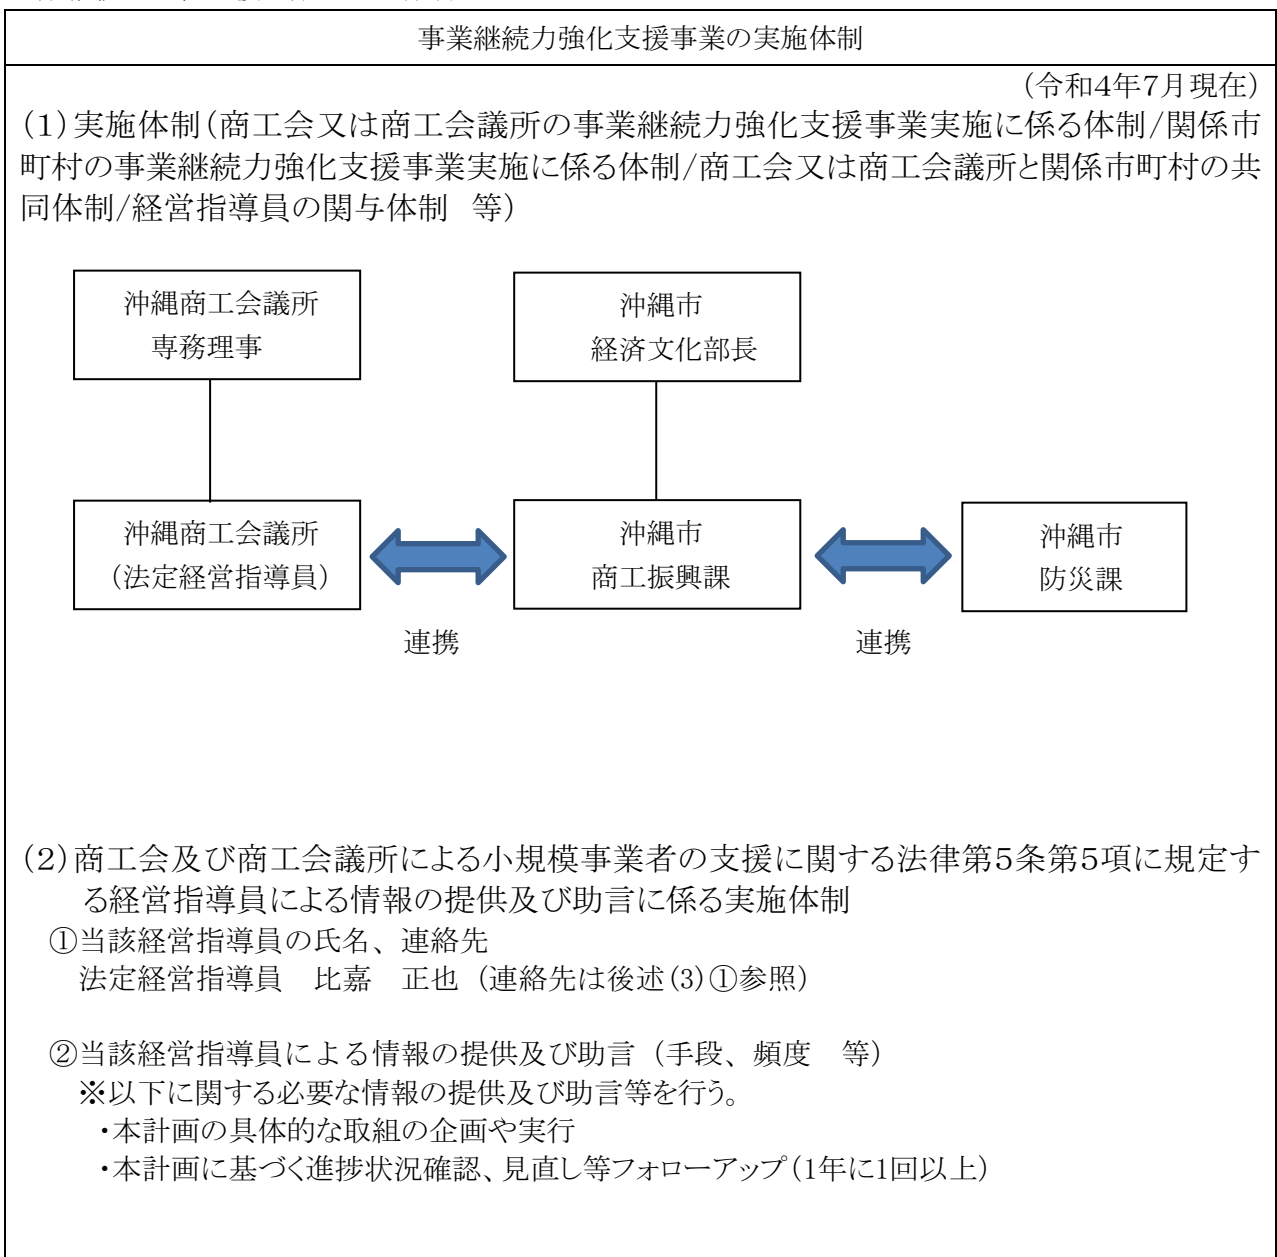 事業継続力強化支援事業の実施体制
（令和4年7月現在）
（1）実施体制（商工会又は商工会議所の事業継続力強化支援事業実施に係る体制/関係市
町村の事業継続力強化支援事業実施に係る体制/商工会又は商工会議所と関係市町村の共
同体制/経営指導員の関与体制　等）
沖縄商工会議所
専務理事
沖縄市
経済文化部長
沖縄商工会議所
（法定経営指導員）
沖縄市
商工振興課
沖縄市
防災課
連携
連携
（2）商工会及び商工会議所による小規模事業者の支援に関する法律第5条第5項に規定す
る経営指導員による情報の提供及び助言に係る実施体制
①当該経営指導員の氏名、連絡先
法定経営指導員　比嘉　正也（連絡先は後述(3)①参照）
②当該経営指導員による情報の提供及び助言（手段、頻度　等）
※以下に関する必要な情報の提供及び助言等を行う。
・本計画の具体的な取組の企画や実行
・本計画に基づく進捗状況確認、見直し等フォローアップ（1年に1回以上）